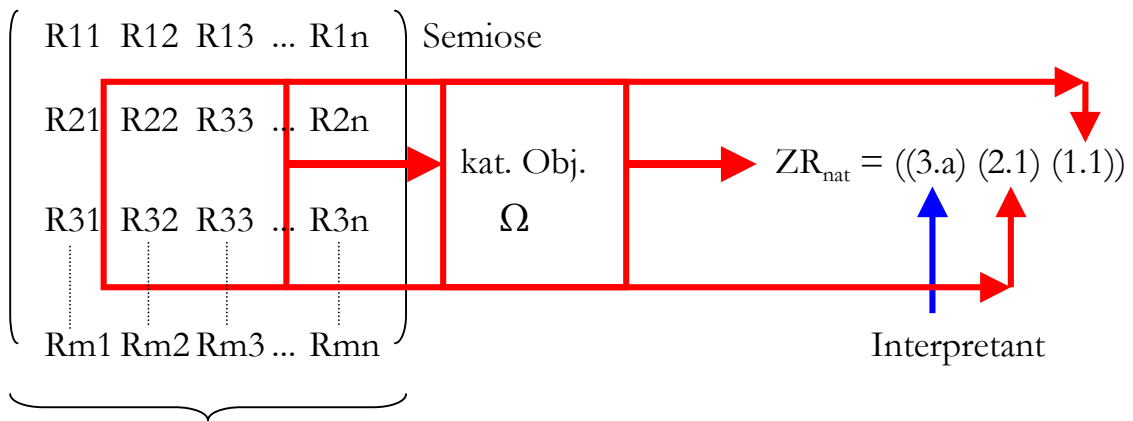 R11 R12 R13 ... R1n Semiose
R21 R22 R33 ... R2n
kat. Obj. ZRnat = ((3.a) (2.1) (1.1))
R31 R32 R33 ... R3n Ω
Rm1 Rm2 Rm3 ... Rmn Interpretant